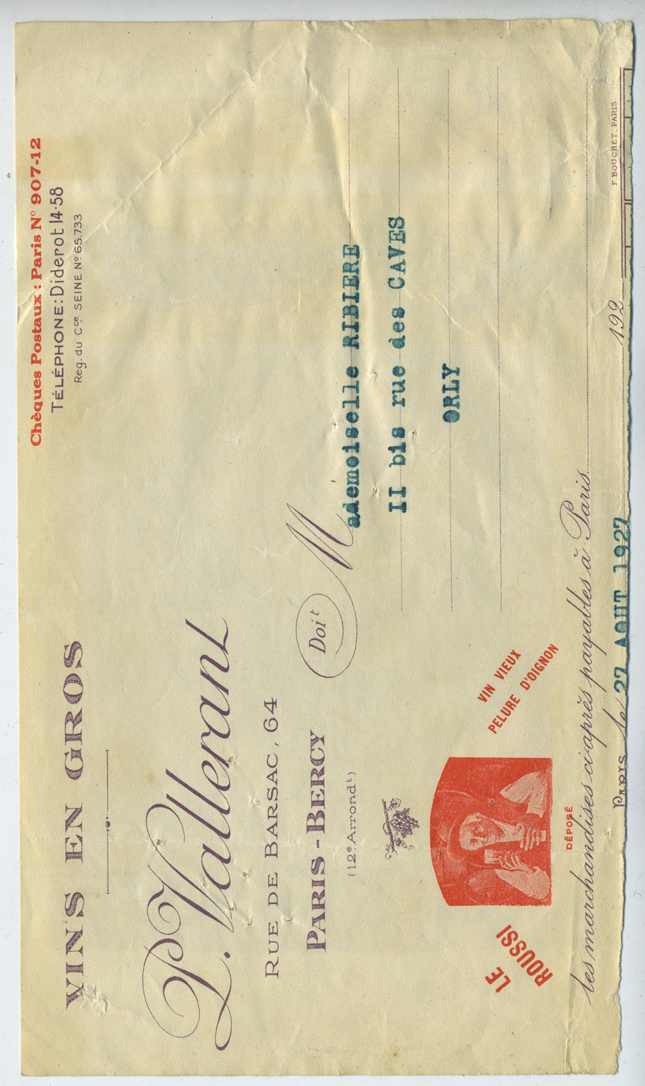 VINS EN GROS
P. Vallerant
RUE DE BARSAC, 64
PARIS-BERCY
(12e Arrondt)
Chèques Postaux : Paris N° 907-12
TÉLÉPHONE: Diderot 14-58
Reg. du Cce SEINE No 65.733
Doit M
ademoiselle RIBIERE
II bis rue des CAVES
ORLY
LE
ROUSSI
VIN VIEUX
PELURE D'OIGNON
DÉPOSÉ
les marchandises ci-après payables à Paris.
PARIS le 27 AOUT 1927 192
F. BOUCHET. PARIS